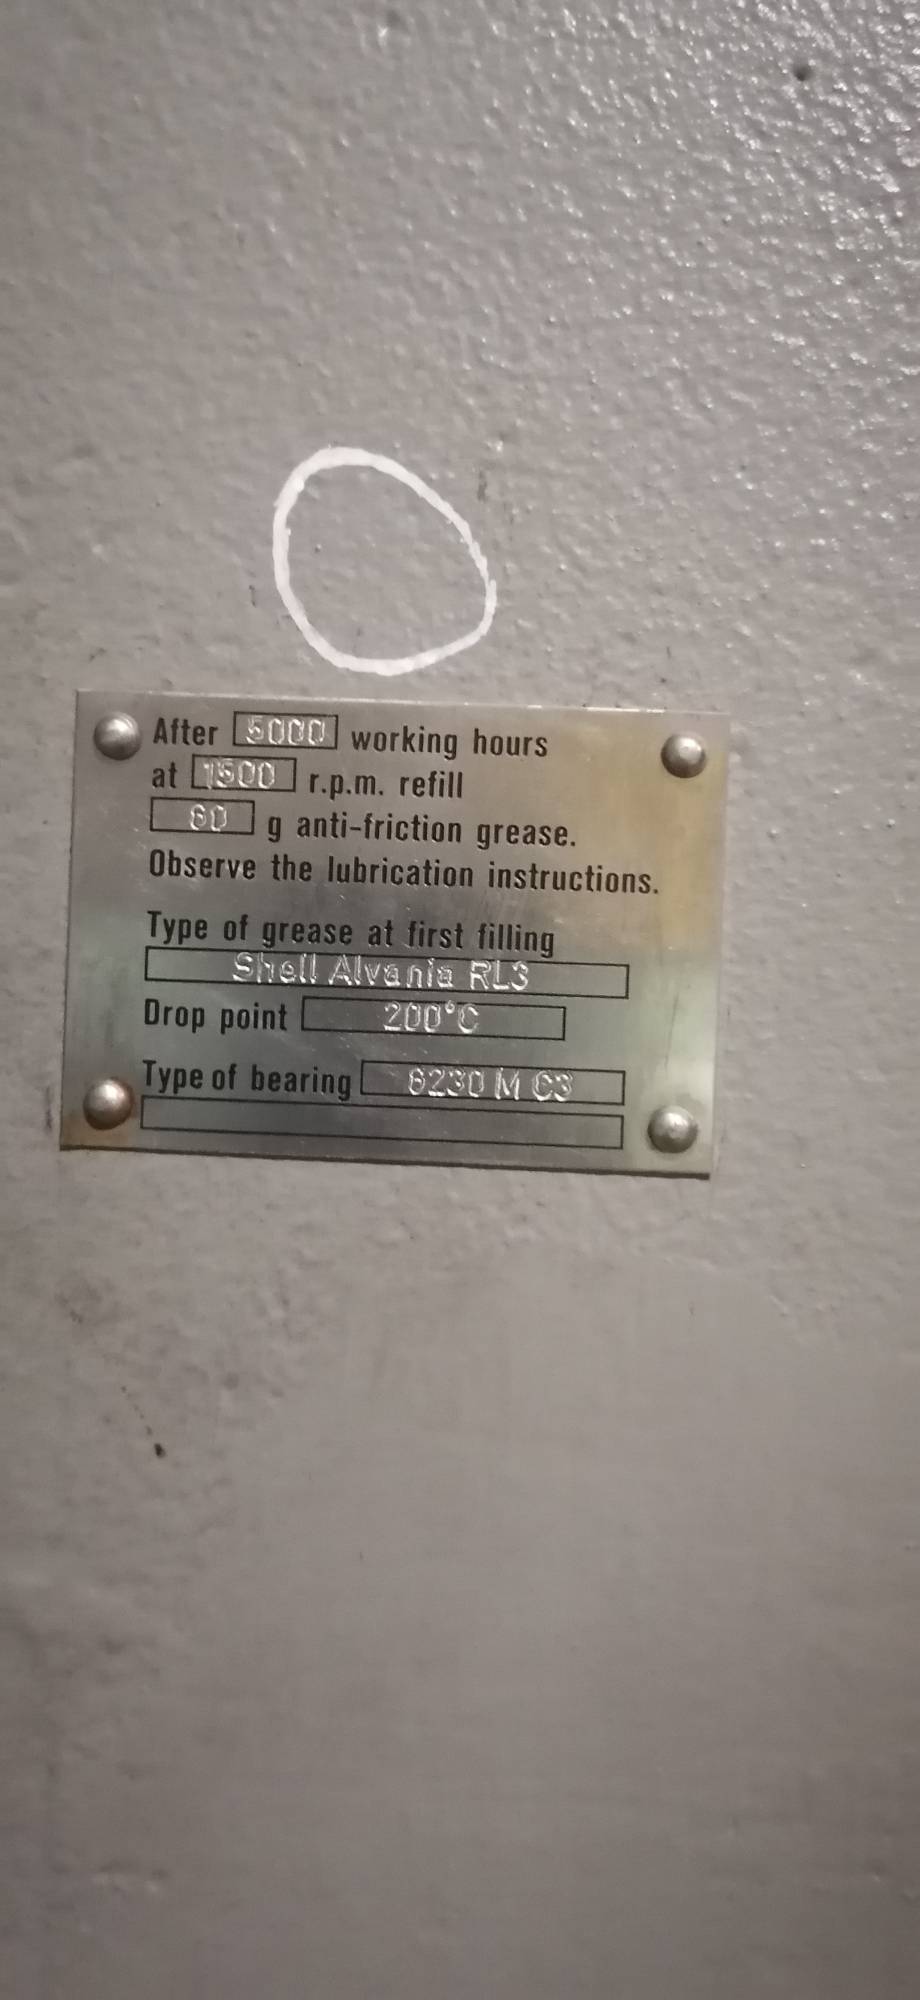 After 5000 working hours
at 1500 r.p.m. refill
60 g anti-friction grease.
Observe the lubrication instructions.
Type of grease at first filling
Shell Alvania RL3
Drop point 200°C
Type of bearing 6230 M C3